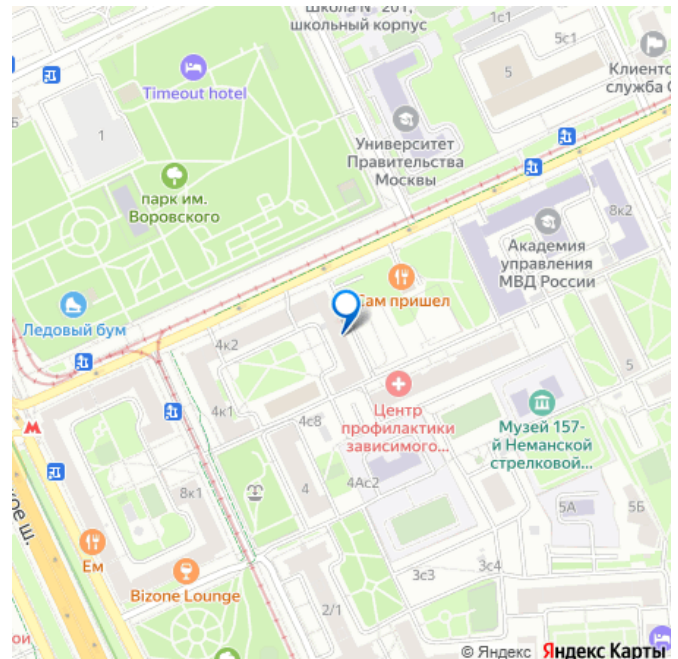 Школа № 201,
школьный корпус
1с1
5с1
5
Клиентс
служба С
Timeout hotel
Б
1
Университет
Правительства
Москвы
парк им.
Воровского
8к2
Академия
управления
МВД России
Сам пришел
Ледовый бум
4к2
5
4к1
4с8
Центр
профилактики
зависимого...
Музей 157-
й Неманской
стрелковой...
8к1
4
4Ас2
5А
5Б
ое ш.
Ем
Bizone Lounge
3с4
3с3
2/1
ои
© Яндекс Яндекс Карты